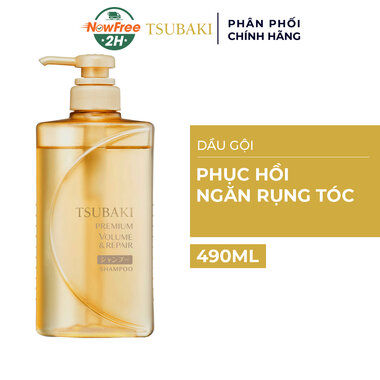 NowFree
2H
TSUBAKI
PHÂN PHỐI
CHÍNH HÃNG
DẦU GỘI
PHỤC HỒI
NGĂN RỤNG TÓC
490ML
TSUBAKI
PREMIUM
VOLUME
& REPAIR
シャンプー
SHAMPOO